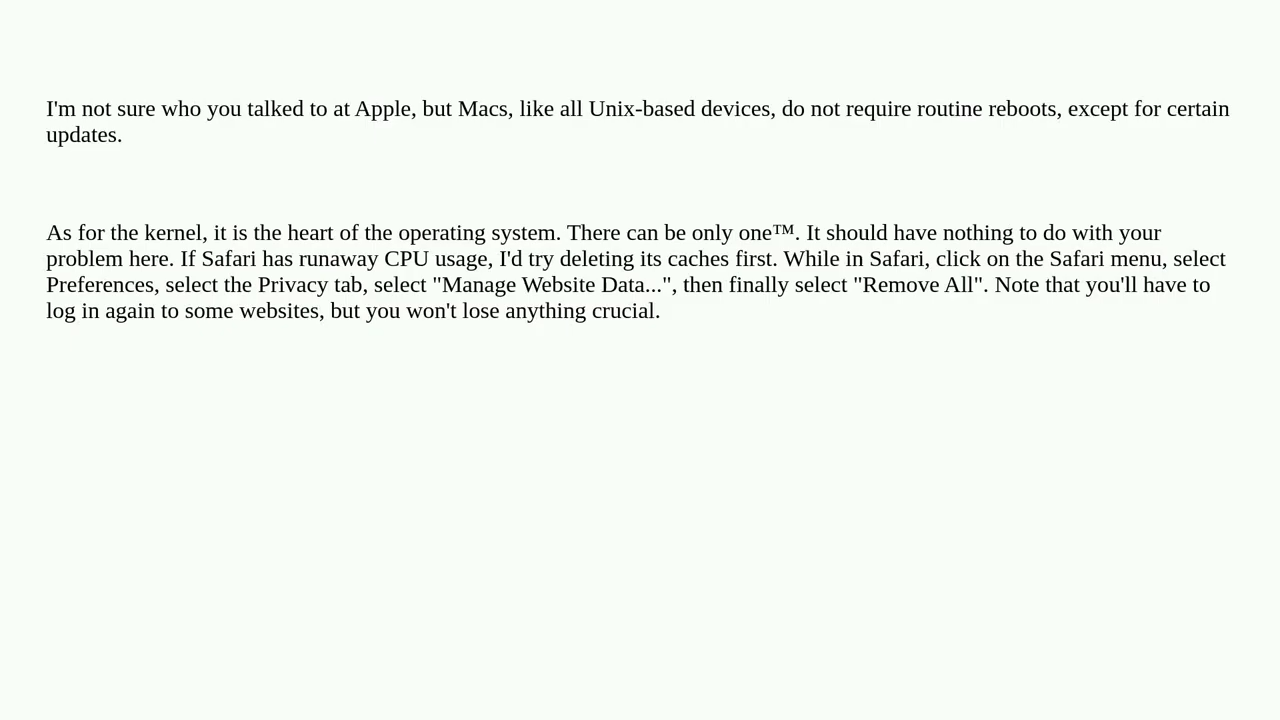 I'm not sure who you talked to at Apple, but Macs, like all Unix-based devices, do not require routine reboots, except for certain
updates.
As for the kernel, it is the heart of the operating system. There can be only one™. It should have nothing to do with your
problem here. If Safari has runaway CPU usage, I'd try deleting its caches first. While in Safari, click on the Safari menu, select
Preferences, select the Privacy tab, select "Manage Website Data...", then finally select "Remove All". Note that you'll have to
log in again to some websites, but you won't lose anything crucial.